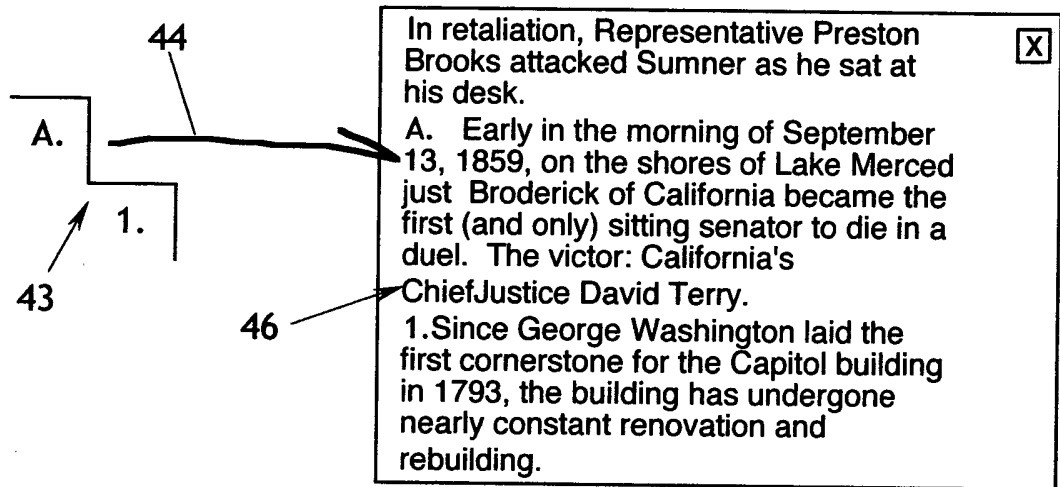 44
A.
1.
43
46
In retaliation, Representative Preston
Brooks attacked Sumner as he sat at
his desk.
X
A. Early in the morning of September
13, 1859, on the shores of Lake Merced
just Broderick of California became the
first (and only) sitting senator to die in a
duel. The victor: California's
ChiefJustice David Terry.
1.Since George Washington laid the
first cornerstone for the Capitol building
in 1793, the building has undergone
nearly constant renovation and
rebuilding.